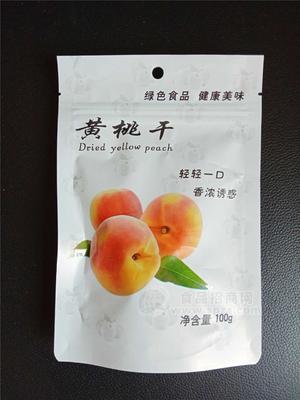 绿色食品 健康美味
黄桃干
Dried yellow peach
轻轻一口
香浓诱惑
食品招商网
净含量 100g